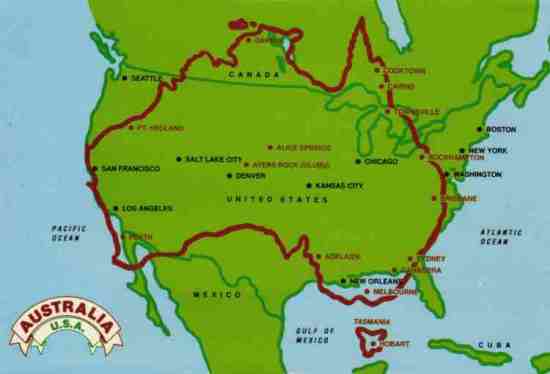 DARWIN
COOKTOWN
SEATTLE
CANADA
CAIRNS
TOWNSVILLE
PT. HEDLAND
BOSTON
ALICE SPRINGS
NEW YORK
SALT LAKE CITY
AYERS ROCK (ULURU)
CHICAGO
ROCKHAMPTON
SAN FRANCISCO
DENVER
WASHINGTON
KANSAS CITY
UNITED STATES
BRISBANE
LOS ANGELES
PACIFIC
OCEAN
ATLANTIC
OCEAN
PERTH
ADELAIDE
SYDNEY
CANBERRA
NEW ORLEANS
MELBOURNE
MEXICO
TASMANIA
GULF OF
MEXICO
HOBART
CUBA
AUSTRALIA
U.S.A.